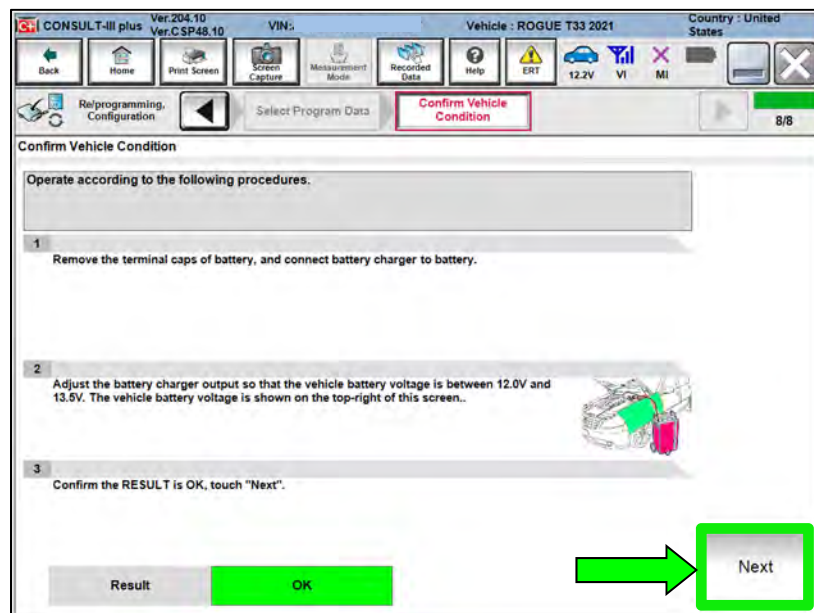 CONSULT-III plus
Ver.204.10
Ver.CSP48.10
VIN:
Vehicle : ROGUE T33 2021
Country : United
States
Back
Home
Print Screen
Screen
Capture
Measurement
Mode
Recorded
Data
Help
ERT
12.2V
VI
MI
Re/programming,
Configuration
Select Program Data
Confirm Vehicle
Condition
8/8
Confirm Vehicle Condition
Operate according to the following procedures.
1
Remove the terminal caps of battery, and connect battery charger to battery.
2
Adjust the battery charger output so that the vehicle battery voltage is between 12.0V and
13.5V. The vehicle battery voltage is shown on the top-right of this screen..
3
Confirm the RESULT is OK, touch "Next".
Result
OK
Next